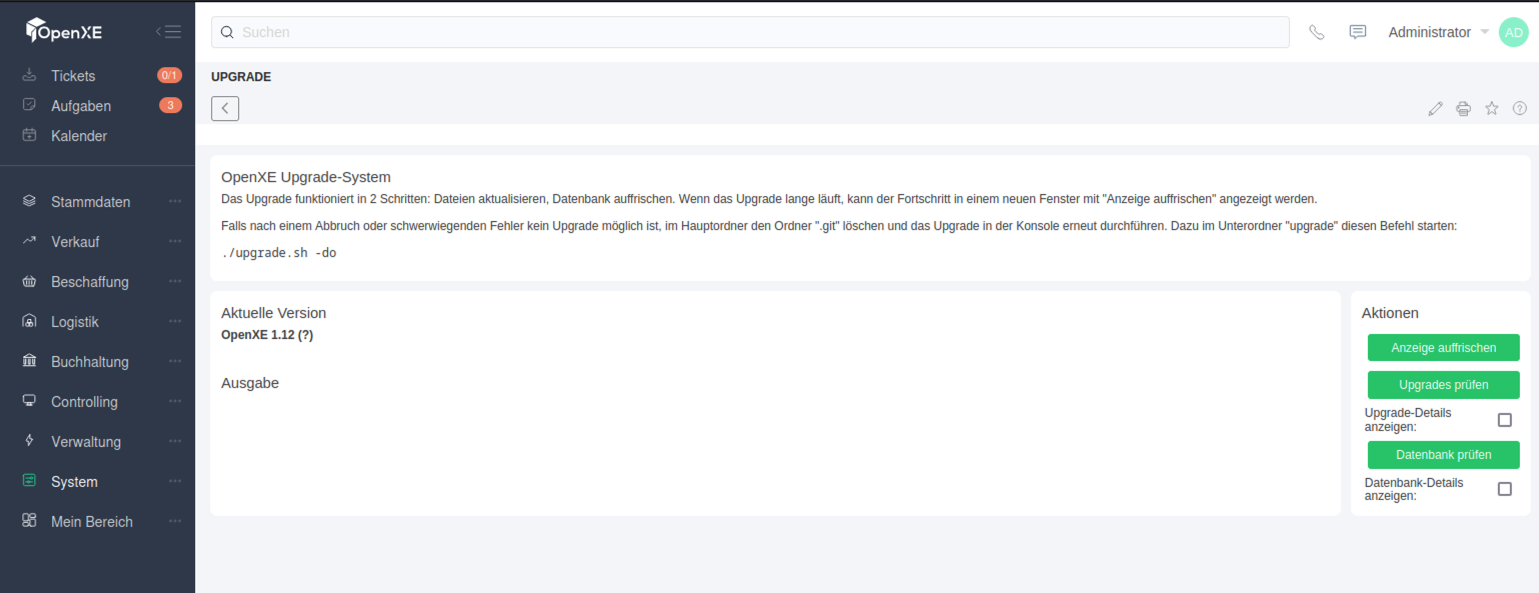 OpenXE
Suchen
Administrator
AD
Tickets
0/1
Aufgaben
3
Kalender
Stammdaten
Verkauf
Beschaffung
Logistik
Buchhaltung
Controlling
Verwaltung
System
Mein Bereich
UPGRADE
OpenXE Upgrade-System
Das Upgrade funktioniert in 2 Schritten: Dateien aktualisieren, Datenbank auffrischen. Wenn das Upgrade lange läuft, kann der Fortschritt in einem neuen Fenster mit "Anzeige auffrischen" angezeigt werden.
Falls nach einem Abbruch oder schwerwiegenden Fehler kein Upgrade möglich ist, im Hauptordner den Ordner ".git" löschen und das Upgrade in der Konsole erneut durchführen. Dazu im Unterordner "upgrade" diesen Befehl starten:
./upgrade.sh -do
Aktuelle Version
OpenXE 1.12 (?)
Ausgabe
Aktionen
Anzeige auffrischen
Upgrades prüfen
Upgrade-Details
anzeigen:
Datenbank prüfen
Datenbank-Details
anzeigen: